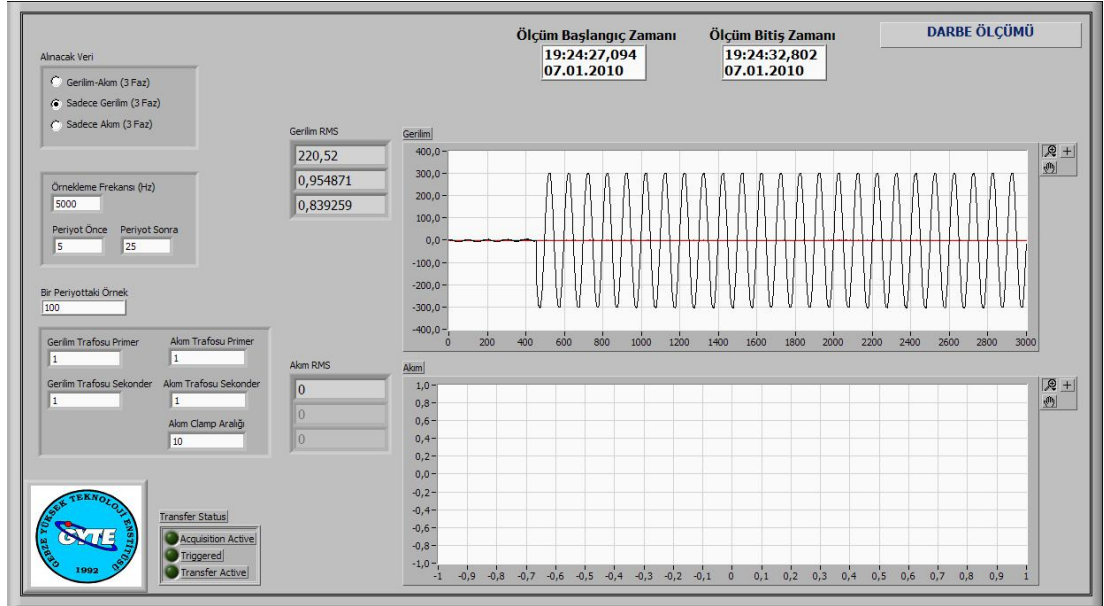 Ölçüm Başlangıç Zamanı
19:24:27,094
07.01.2010
Ölçüm Bitiş Zamanı
19:24:32,802
07.01.2010
DARBE ÖLÇÜMÜ
Alınacak Veri
Gerilim-Akım (3 Faz)
Sadece Gerilim (3 Faz)
Sadece Akım (3 Faz)
Örnekleme Frekansı (Hz)
5000
Periyot Önce Periyot Sonra
5 25
Bir Periyottaki Örnek
100
Gerilim Trafosu Primer Akım Trafosu Primer
1 1
Gerilim Trafosu Sekonder Akım Trafosu Sekonder
1 1
Akım Clamp Aralığı
10
Gerilim RMS
220,52
0,954871
0,839259
Gerilim
400,0
300,0
200,0
100,0
0,0
-100,0
-200,0
-300,0
-400,0
0 200 400 600 800 1000 1200 1400 1600 1800 2000 2200 2400 2600 2800 3000
Akım RMS
0
0
0
Akım
1,0
0,8
0,6
0,4
0,2
0,0
-0,2
-0,4
-0,6
-0,8
-1,0
-1 -0,9 -0,8 -0,7 -0,6 -0,5 -0,4 -0,3 -0,2 -0,1 0 0,1 0,2 0,3 0,4 0,5 0,6 0,7 0,8 0,9 1
GEBZE YÜKSEK TEKNOLOJİ ENSTİTÜSÜ
GYTE
1992
Transfer Status
Acquisition Active
Triggered
Transfer Active